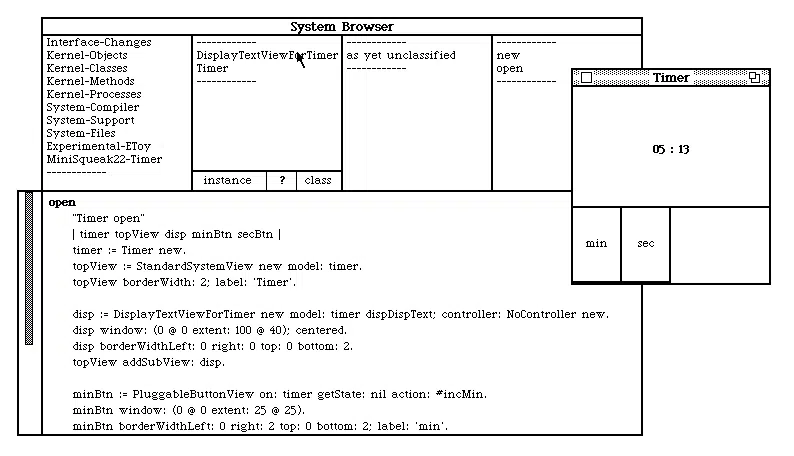 System Browser
Interface-Changes
Kernel-Objects
Kernel-Classes
Kernel-Methods
Kernel-Processes
System-Compiler
System-Support
System-Files
Experimental-EToy
MiniSqueak22-Timer
------------
------------
DisplayTextViewForTimer
Timer
------------
instance
?
class
------------
as yet unclassified
------------
------------
new
open
------------
open
"Timer open"
| timer topView disp minBtn secBtn |
timer := Timer new.
topView := StandardSystemView new model: timer.
topView borderWidth: 2; label: 'Timer'.
disp := DisplayTextViewForTimer new model: timer dispDispText; controller: NoController new.
disp window: (0 @ 0 extent: 100 @ 40); centered.
disp borderWidthLeft: 0 right: 0 top: 0 bottom: 2.
topView addSubView: disp.
minBtn := PluggableButtonView on: timer getState: nil action: #incMin.
minBtn window: (0 @ 0 extent: 25 @ 25).
minBtn borderWidthLeft: 0 right: 2 top: 0 bottom: 2; label: 'min'.
Timer
05 : 13
min
sec